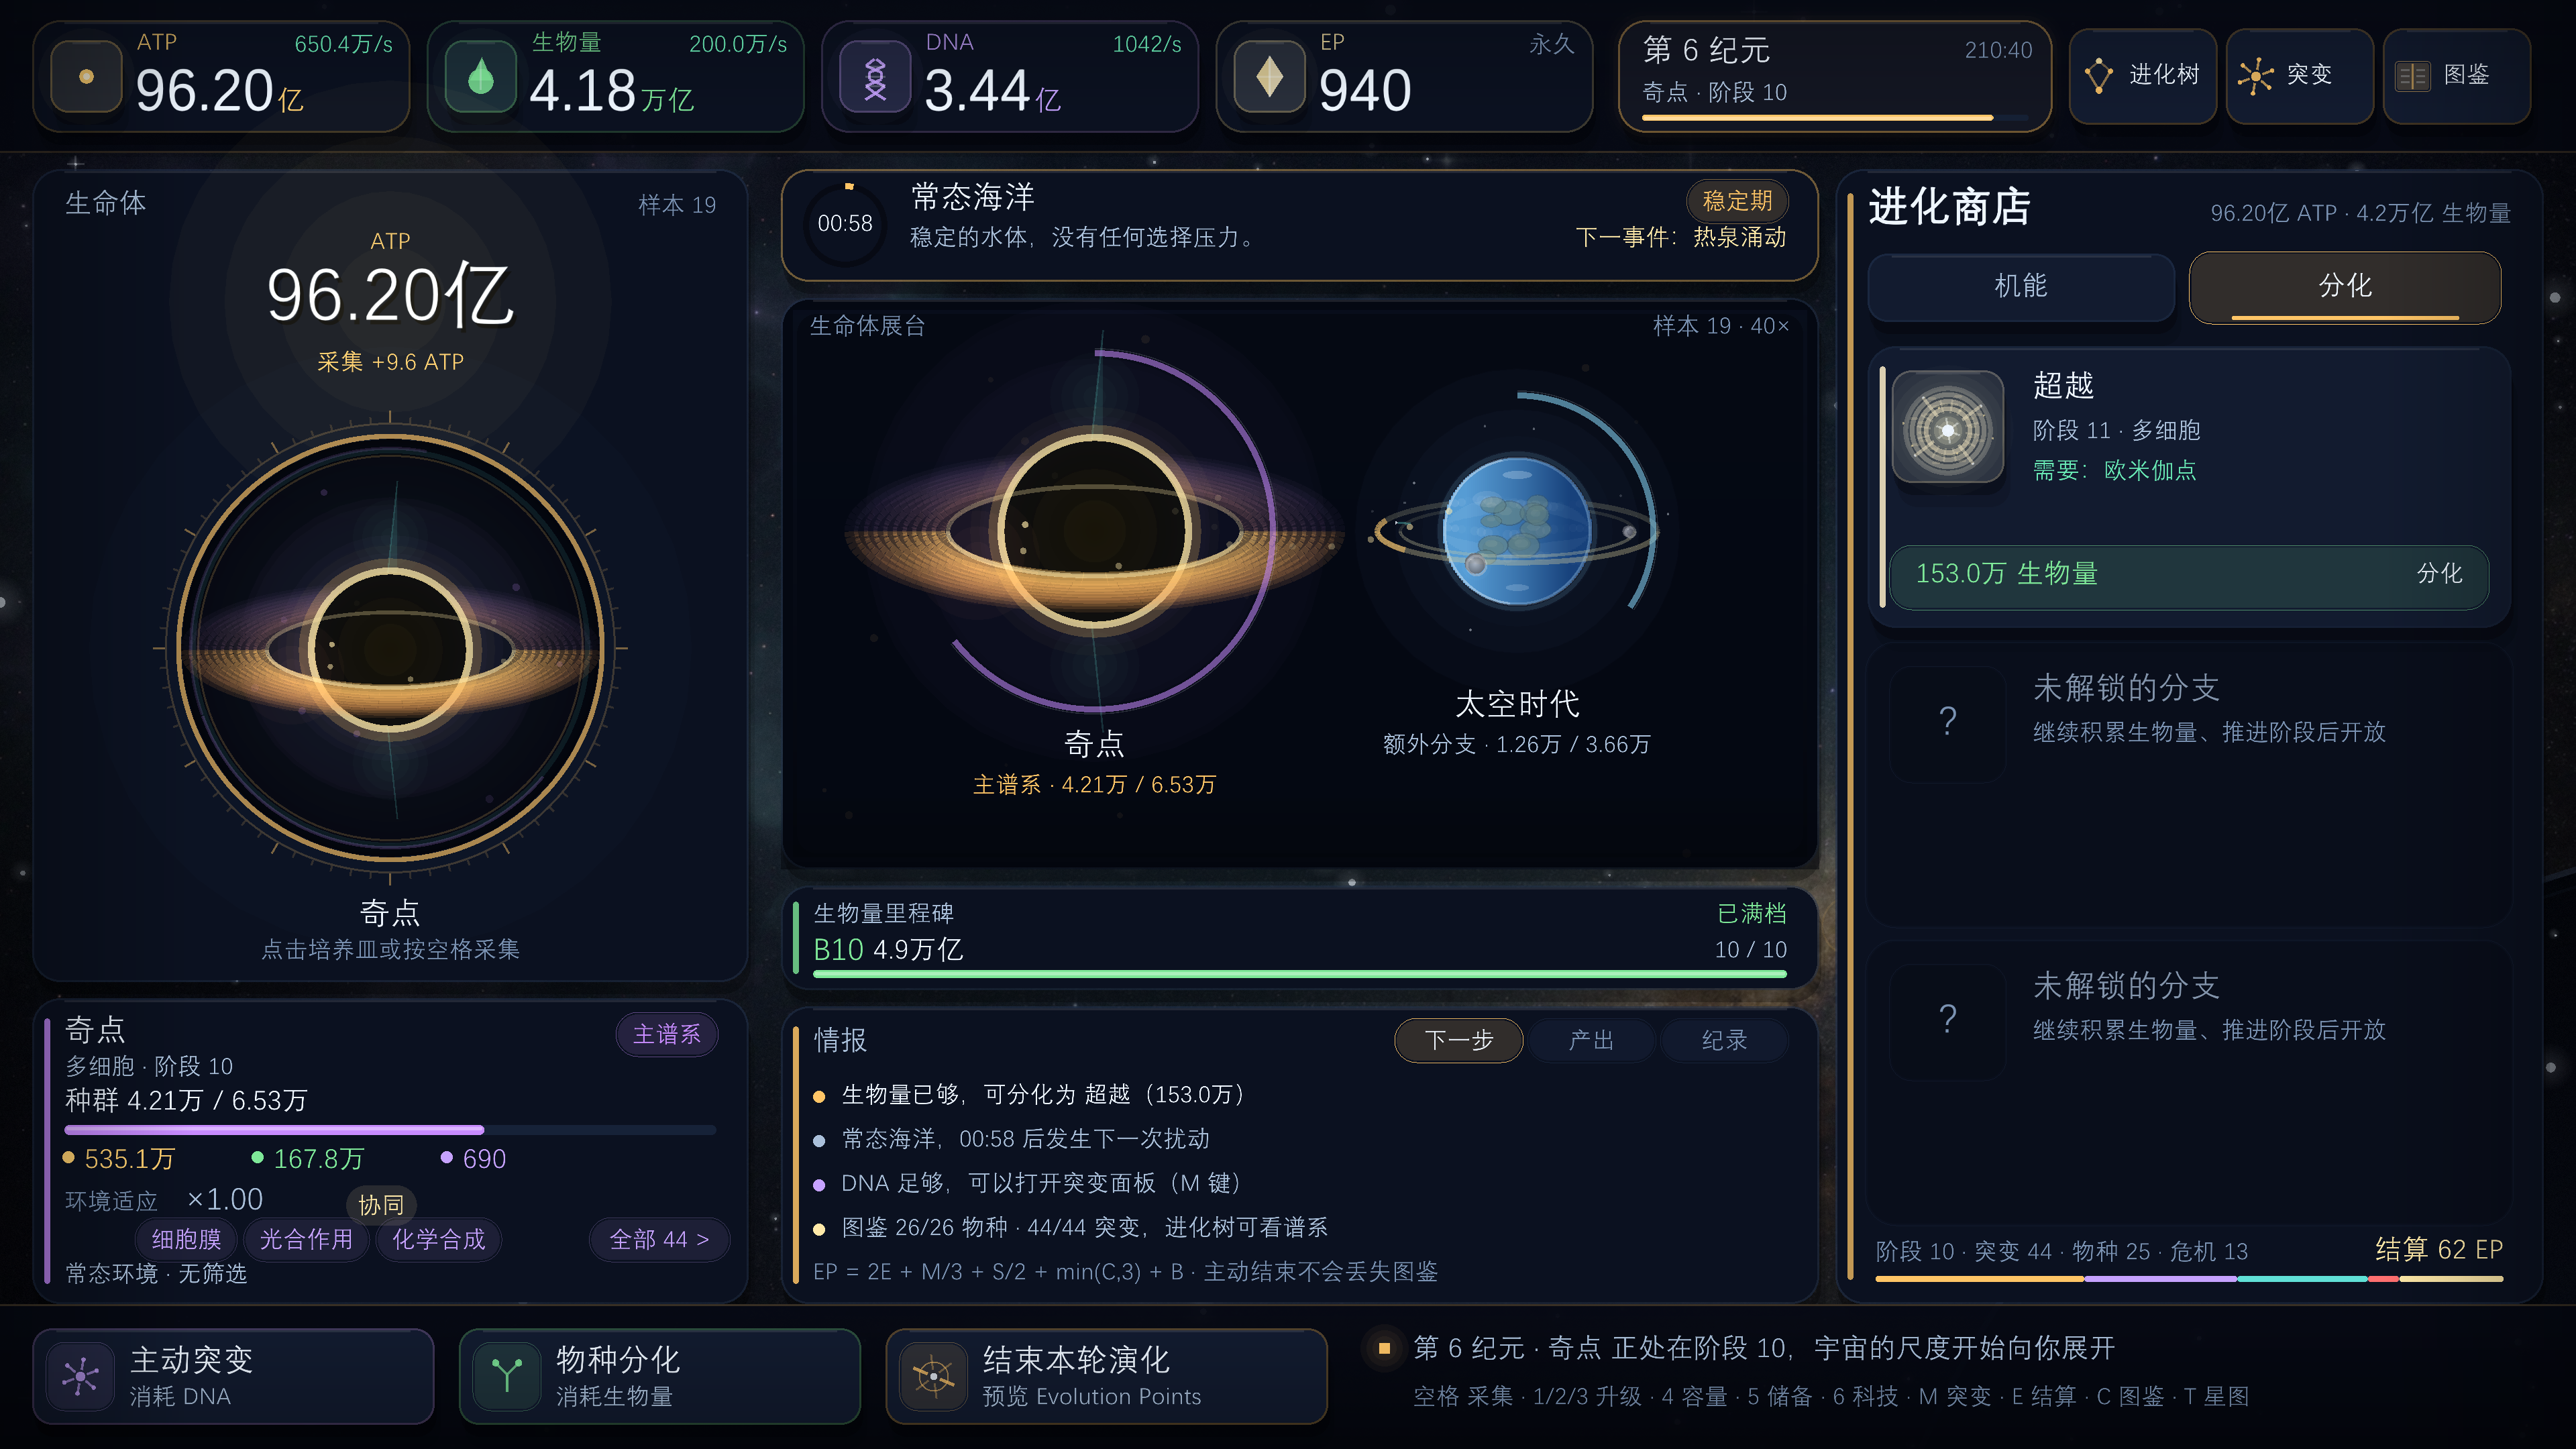 ATP 650.4万/s
96.20亿
生物量 200.0万/s
4.18万亿
DNA 1042/s
3.44亿
EP 永久
940
第 6 纪元 210:40
奇点 · 阶段 10
进化树
突变
图鉴
生命体 样本 19
ATP
96.20亿
采集 +9.6 ATP
奇点
点击培养皿或按空格采集
奇点 主谱系
多细胞 · 阶段 10
种群 4.21万 / 6.53万
535.1万 167.8万 690
环境适应 ×1.00 协同
细胞膜 光合作用 化学合成 全部 44 >
常态环境 · 无筛选
00:58
常态海洋 稳定期
稳定的水体，没有任何选择压力。 下一事件：热泉涌动
生命体展台 样本 19 · 40×
奇点
主谱系 · 4.21万 / 6.53万
太空时代
额外分支 · 1.26万 / 3.66万
生物量里程碑 已满档
B10 4.9万亿 10 / 10
情报 下一步 产出 纪录
生物量已够，可分化为 超越（153.0万）
常态海洋，00:58 后发生下一次扰动
DNA 足够，可以打开突变面板（M 键）
图鉴 26/26 物种 · 44/44 突变，进化树可看谱系
EP = 2E + M/3 + S/2 + min(C,3) + B · 主动结束不会丢失图鉴
进化商店 96.20亿 ATP · 4.2万亿 生物量
机能 分化
超越
阶段 11 · 多细胞
需要：欧米伽点
153.0万 生物量 分化
?
未解锁的分支
继续积累生物量、推进阶段后开放
?
未解锁的分支
继续积累生物量、推进阶段后开放
阶段 10 · 突变 44 · 物种 25 · 危机 13 结算 62 EP
主动突变
消耗 DNA
物种分化
消耗生物量
结束本轮演化
预览 Evolution Points
第 6 纪元 · 奇点 正处在阶段 10，宇宙的尺度开始向你展开
空格 采集 · 1/2/3 升级 · 4 容量 · 5 储备 · 6 科技 · M 突变 · E 结算 · C 图鉴 · T 星图